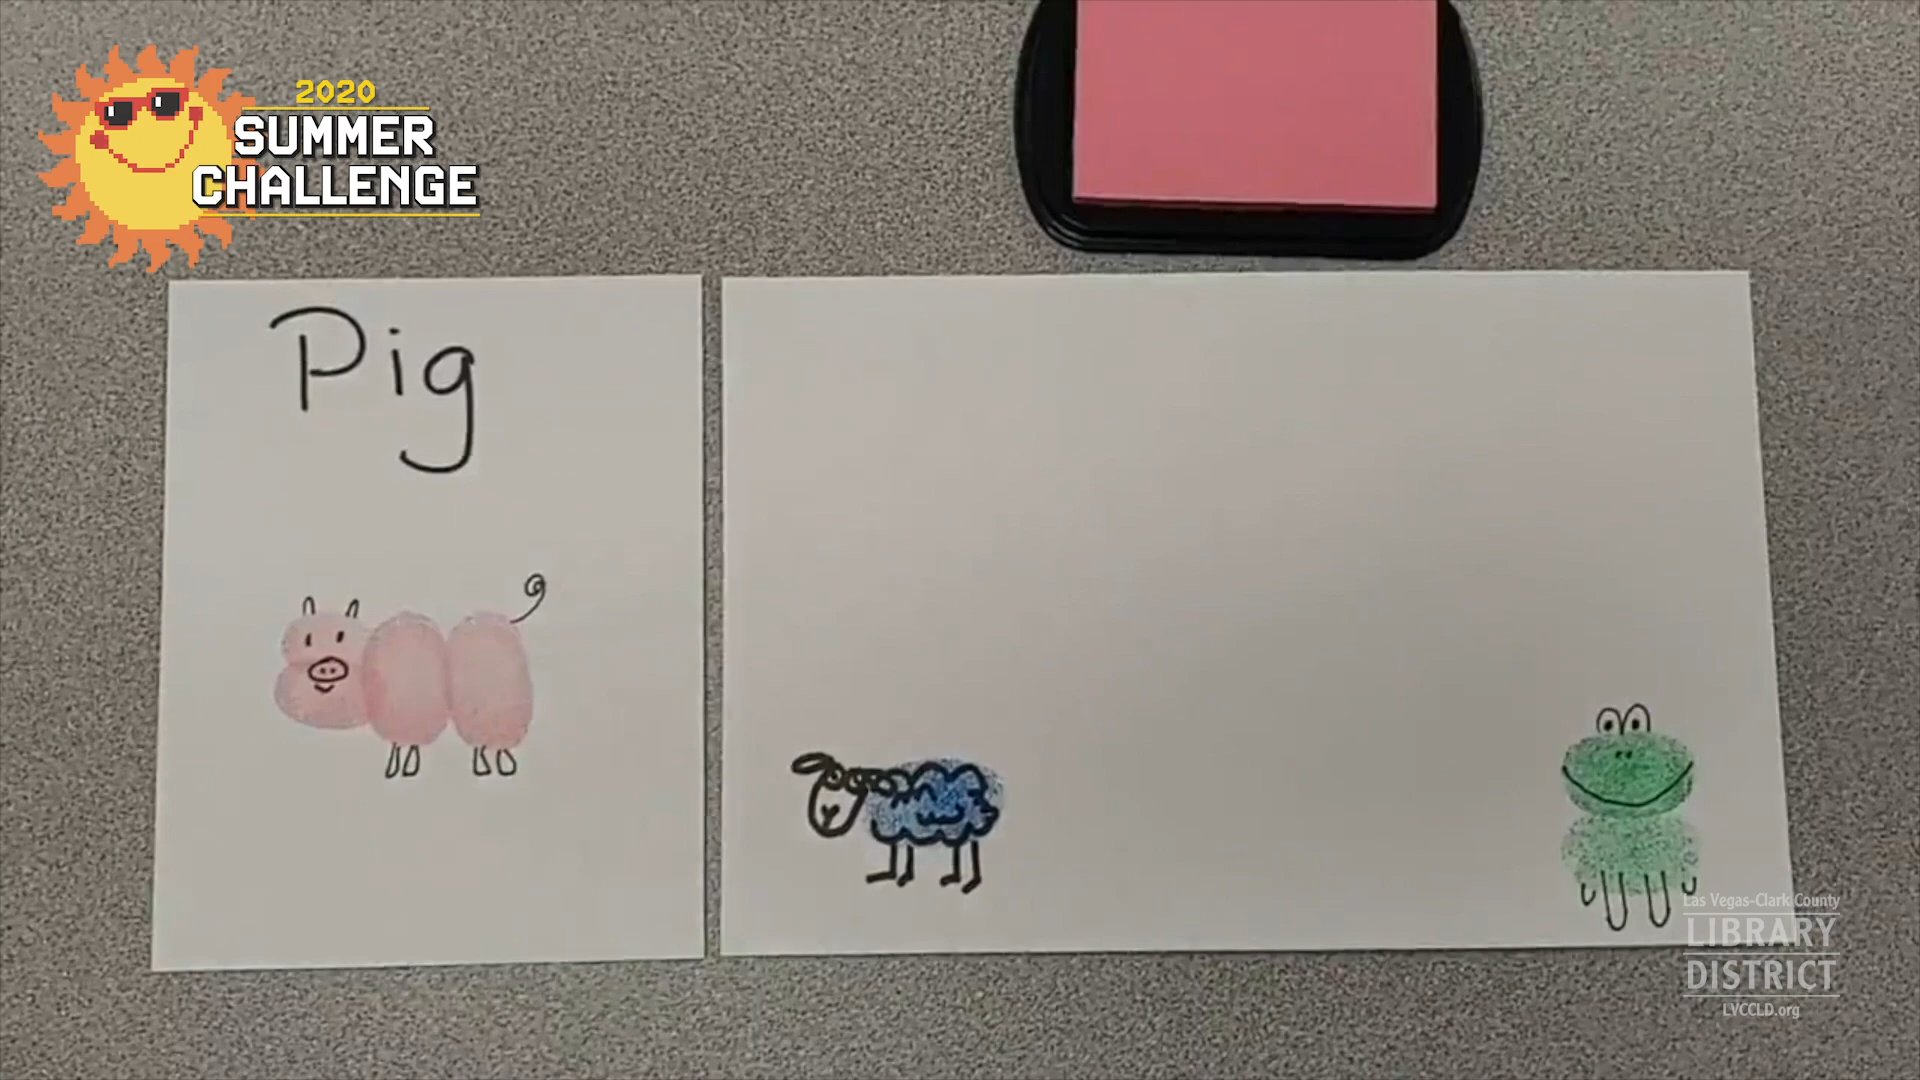 2020
SUMMER
CHALLENGE
Pig
Las Vegas-Clark County
LIBRARY
DISTRICT
LVCCLD.org